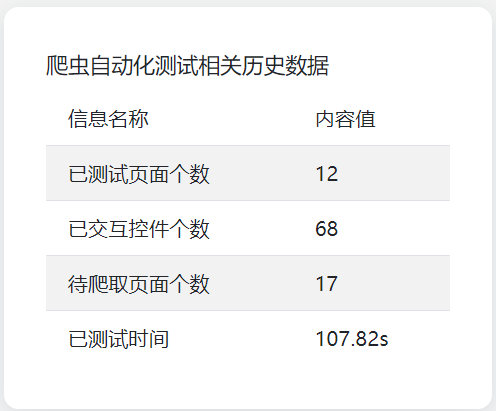 爬虫自动化测试相关历史数据
信息名称 内容值
已测试页面个数 12
已交互控件个数 68
待爬取页面个数 17
已测试时间 107.82s